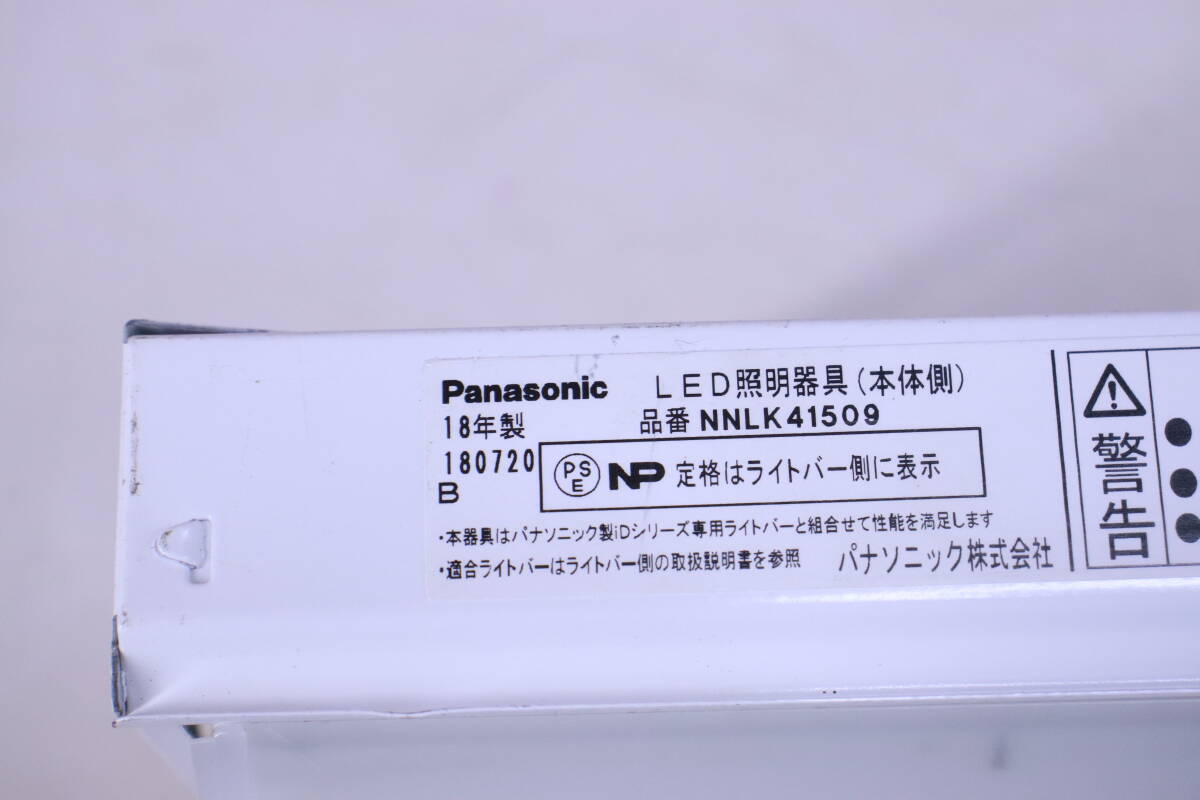 Panasonic LED照明器具(本体側)
18年製 品番 NNLK41509
180720
B
PS
E NP 定格はライトバー側に表示
・本器具はパナソニック製iDシリーズ専用ライトバーと組合せて性能を満足します
・適合ライトバーはライトバー側の取扱説明書を参照 パナソニック株式会社
警告